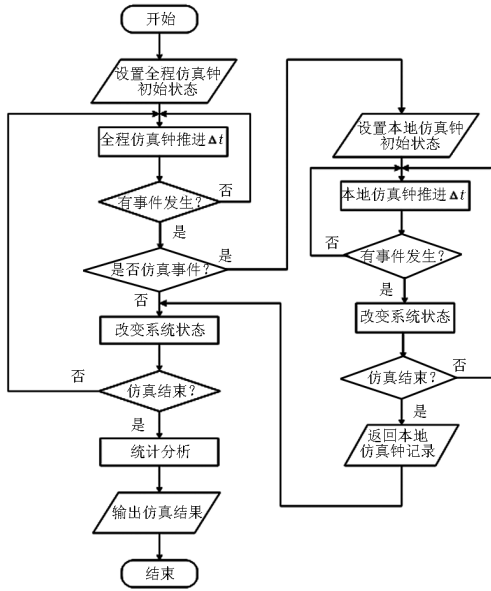 开始
设置全程仿真钟
初始状态
全程仿真钟推进Δt
有事件发生?
否
是
是否仿真事件?
是
否
改变系统状态
仿真结束?
否
是
统计分析
输出仿真结果
结束
设置本地仿真钟
初始状态
本地仿真钟推进Δt
否
有事件发生?
是
改变系统状态
仿真结束?
否
是
返回本地
仿真钟记录